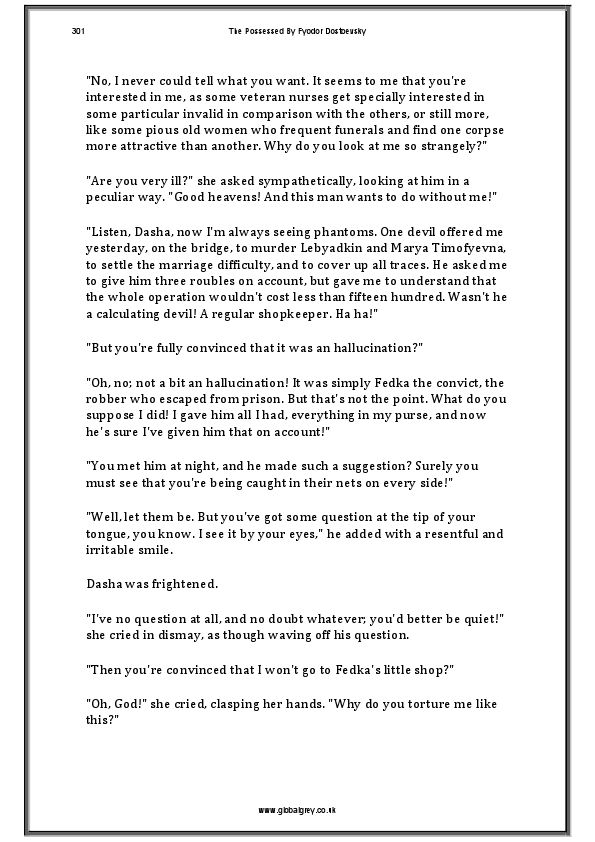 301
The Possessed By Fyodor Dostoevsky
"No, I never could tell what you want. It seems to me that you're
interested in me, as some veteran nurses get specially interested in
some particular invalid in comparison with the others, or still more,
like some pious old women who frequent funerals and find one corpse
more attractive than another. Why do you look at me so strangely?"
"Are you very ill?" she asked sympathetically, looking at him in a
peculiar way. "Good heavens! And this man wants to do without me!"
"Listen, Dasha, now I'm always seeing phantoms. One devil offered me
yesterday, on the bridge, to murder Lebyadkin and Marya Timofyevna,
to settle the marriage difficulty, and to cover up all traces. He asked me
to give him three roubles on account, but gave me to understand that
the whole operation wouldn't cost less than fifteen hundred. Wasn't he
a calculating devil! A regular shopkeeper. Ha ha!"
"But you're fully convinced that it was an hallucination?"
"Oh, no; not a bit an hallucination! It was simply Fedka the convict, the
robber who escaped from prison. But that's not the point. What do you
suppose I did! I gave him all I had, everything in my purse, and now
he's sure I've given him that on account!"
"You met him at night, and he made such a suggestion? Surely you
must see that you're being caught in their nets on every side!"
"Well, let them be. But you've got some question at the tip of your
tongue, you know. I see it by your eyes," he added with a resentful and
irritable smile.
Dasha was frightened.
"I've no question at all, and no doubt whatever; you'd better be quiet!"
she cried in dismay, as though waving off his question.
"Then you're convinced that I won't go to Fedka's little shop?"
"Oh, God!" she cried, clasping her hands. "Why do you torture me like
this?"
www.globalgrey.co.uk